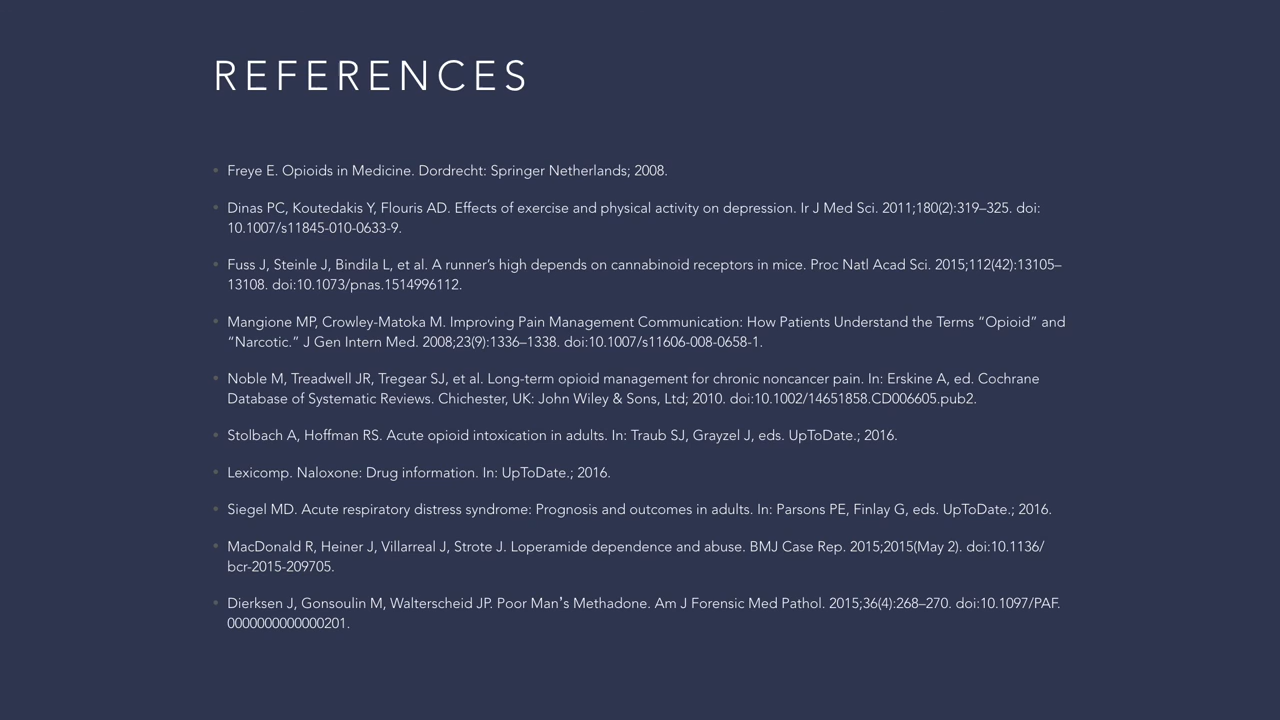 REFERENCES
• Freye E. Opioids in Medicine. Dordrecht: Springer Netherlands; 2008.
• Dinas PC, Koutedakis Y, Flouris AD. Effects of exercise and physical activity on depression. Ir J Med Sci. 2011;180(2):319–325. doi:
10.1007/s11845-010-0633-9.
• Fuss J, Steinle J, Bindila L, et al. A runner’s high depends on cannabinoid receptors in mice. Proc Natl Acad Sci. 2015;112(42):13105–
13108. doi:10.1073/pnas.1514996112.
• Mangione MP, Crowley-Matoka M. Improving Pain Management Communication: How Patients Understand the Terms “Opioid” and
“Narcotic.” J Gen Intern Med. 2008;23(9):1336–1338. doi:10.1007/s11606-008-0658-1.
• Noble M, Treadwell JR, Tregear SJ, et al. Long-term opioid management for chronic noncancer pain. In: Erskine A, ed. Cochrane
Database of Systematic Reviews. Chichester, UK: John Wiley & Sons, Ltd; 2010. doi:10.1002/14651858.CD006605.pub2.
• Stolbach A, Hoffman RS. Acute opioid intoxication in adults. In: Traub SJ, Grayzel J, eds. UpToDate.; 2016.
• Lexicomp. Naloxone: Drug information. In: UpToDate.; 2016.
• Siegel MD. Acute respiratory distress syndrome: Prognosis and outcomes in adults. In: Parsons PE, Finlay G, eds. UpToDate.; 2016.
• MacDonald R, Heiner J, Villarreal J, Strote J. Loperamide dependence and abuse. BMJ Case Rep. 2015;2015(May 2). doi:10.1136/
bcr-2015-209705.
• Dierksen J, Gonsoulin M, Walterscheid JP. Poor Man’s Methadone. Am J Forensic Med Pathol. 2015;36(4):268–270. doi:10.1097/PAF.
0000000000000201.